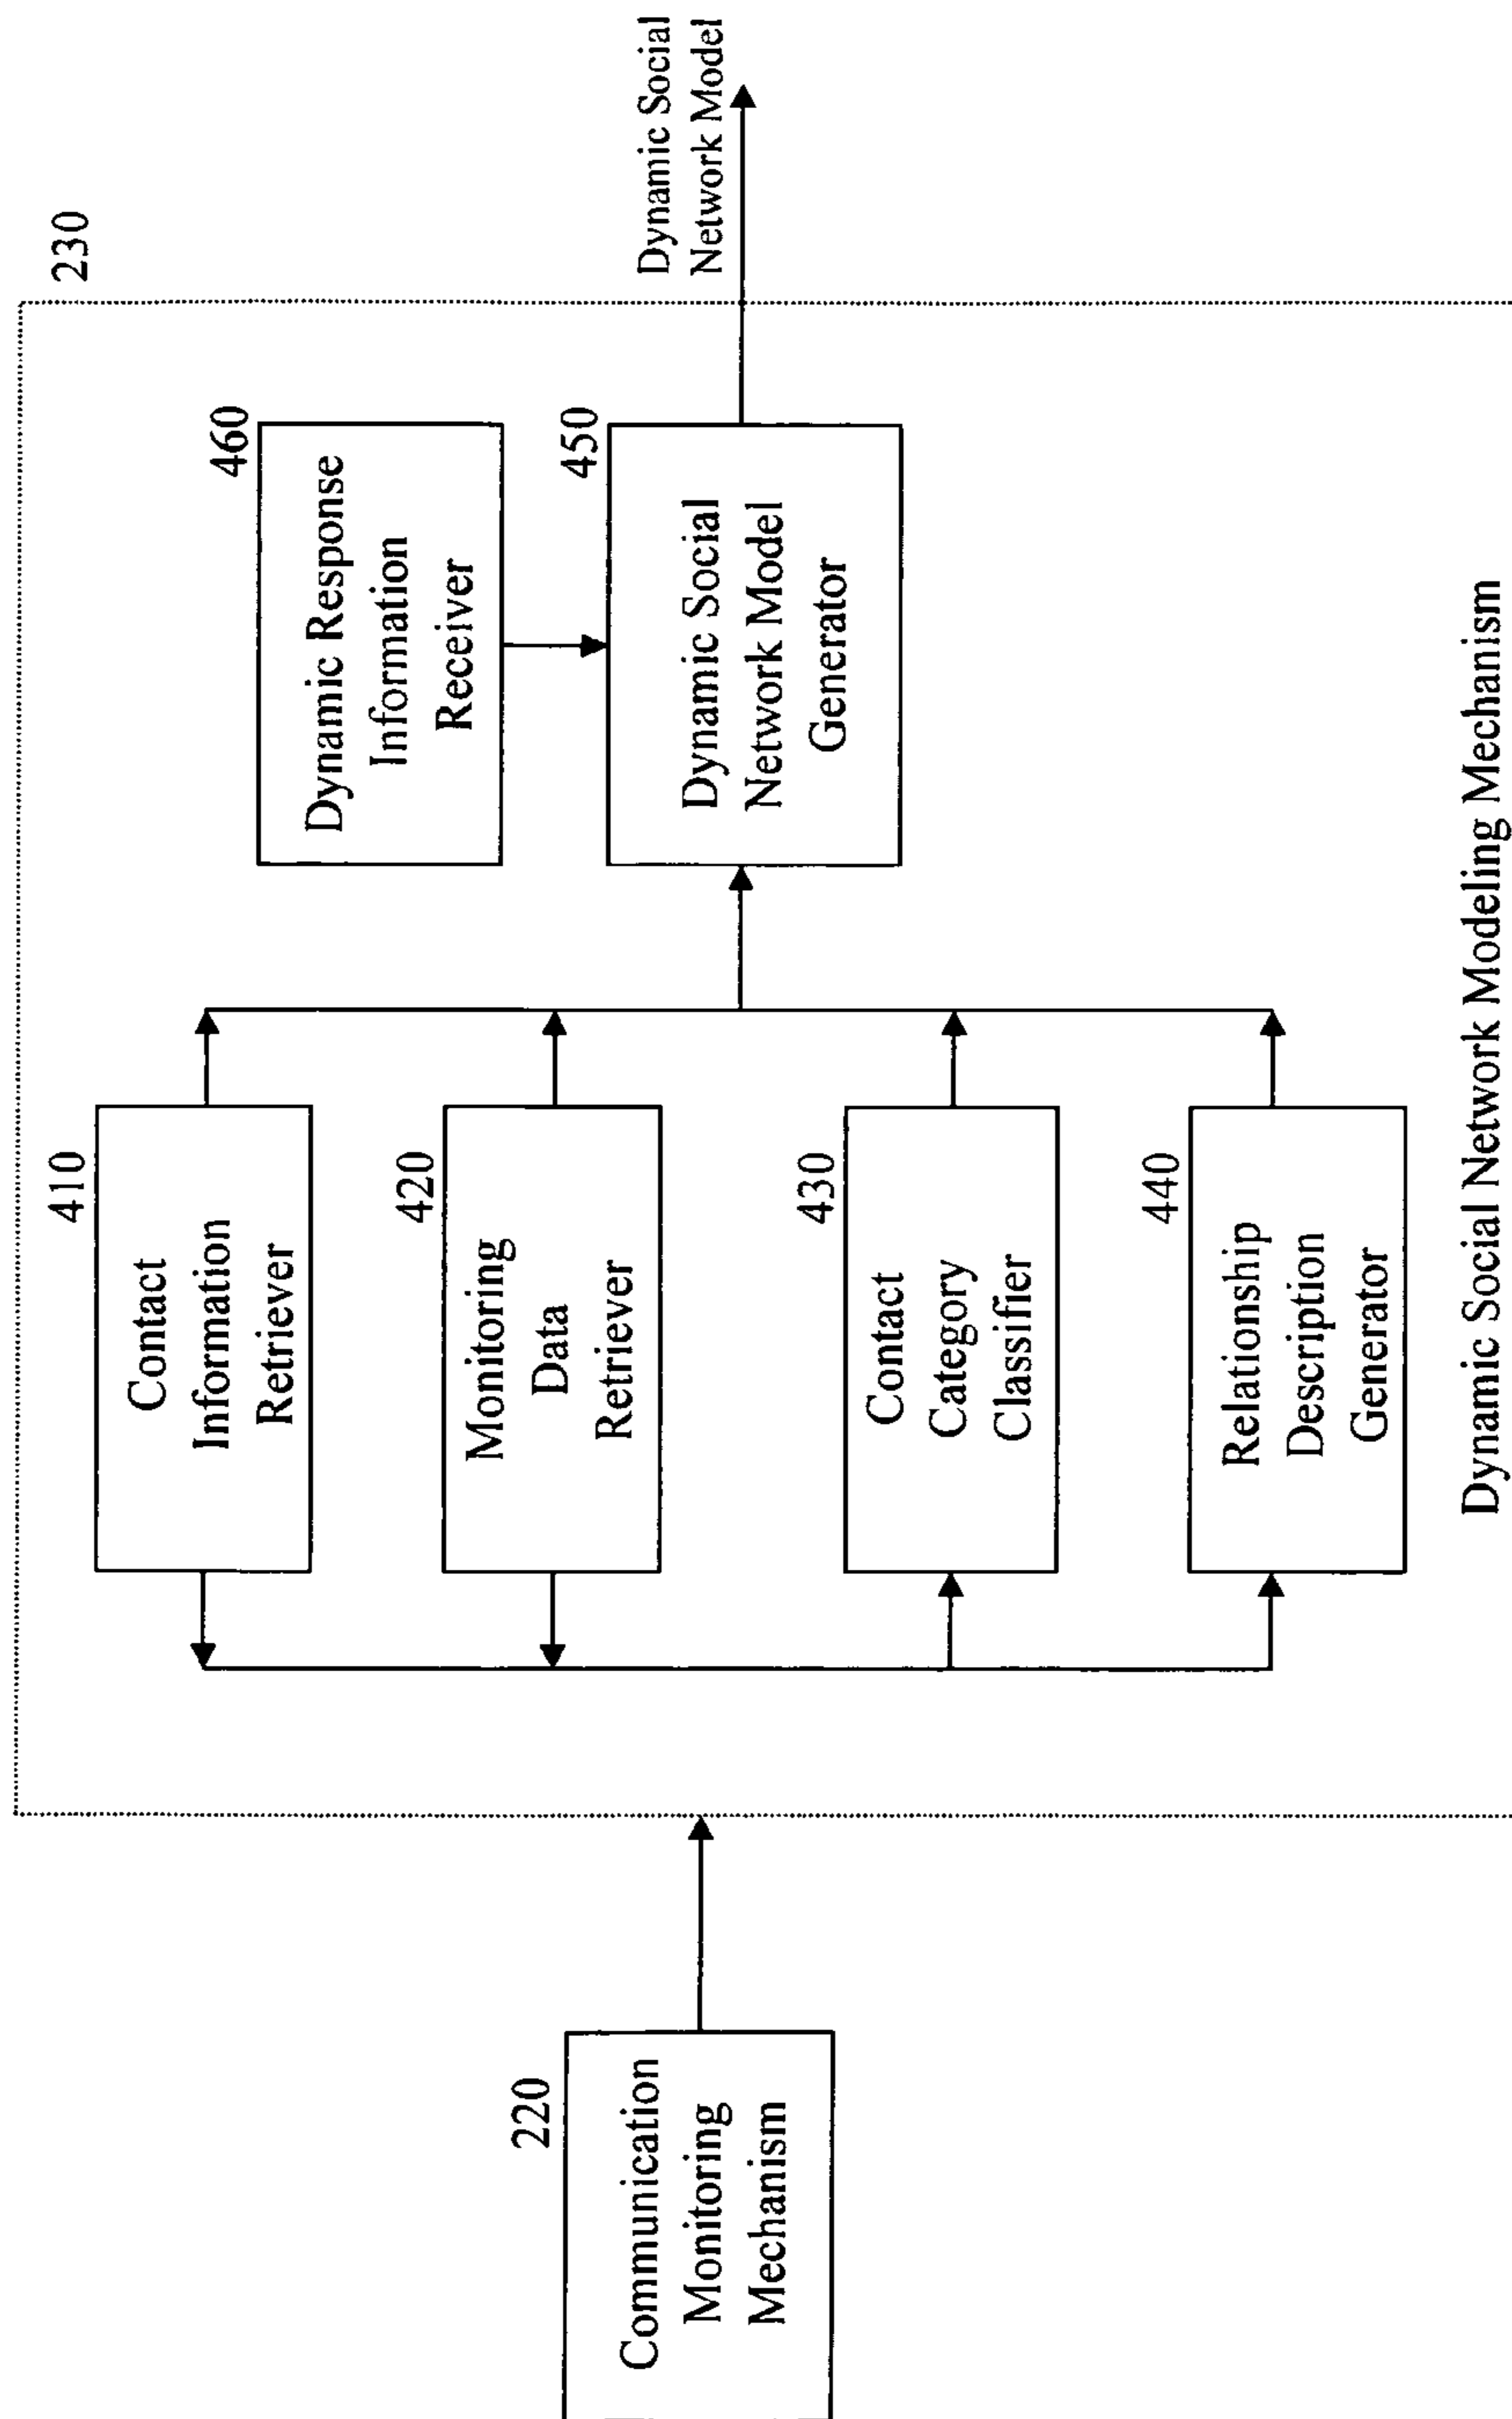 230
410
Contact
Information
Retriever
460
Dynamic Response
Information
Receiver
420
Monitoring
Data
Retriever
220
Communication
Monitoring
Mechanism
450
Dynamic Social
Network Model
Generator
Dynamic Social
Network Model
430
Contact
Category
Classifier
440
Relationship
Description
Generator
Dynamic Social Network Modeling Mechanism